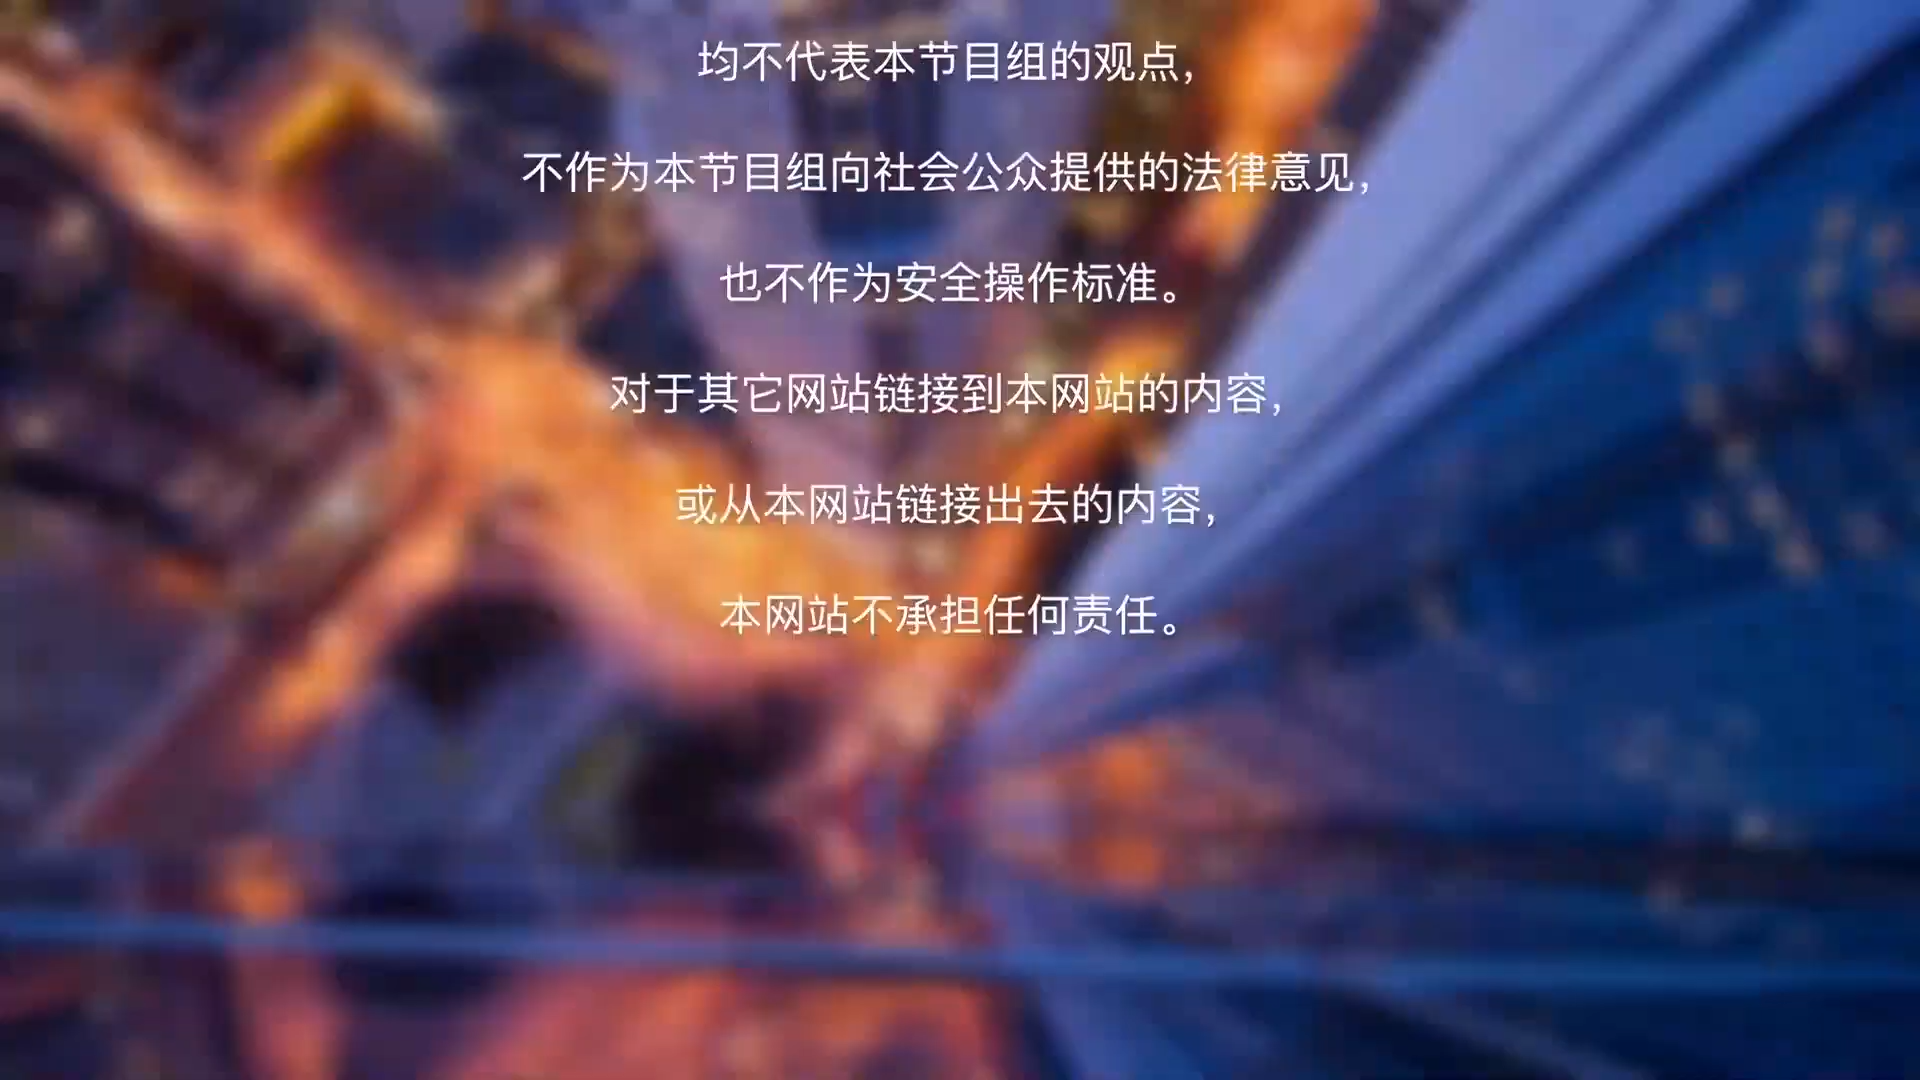 均不代表本节目组的观点，
不作为本节目组向社会公众提供的法律意见，
也不作为安全操作标准。
对于其它网站链接到本网站的内容，
或从本网站链接出去的内容，
本网站不承担任何责任。